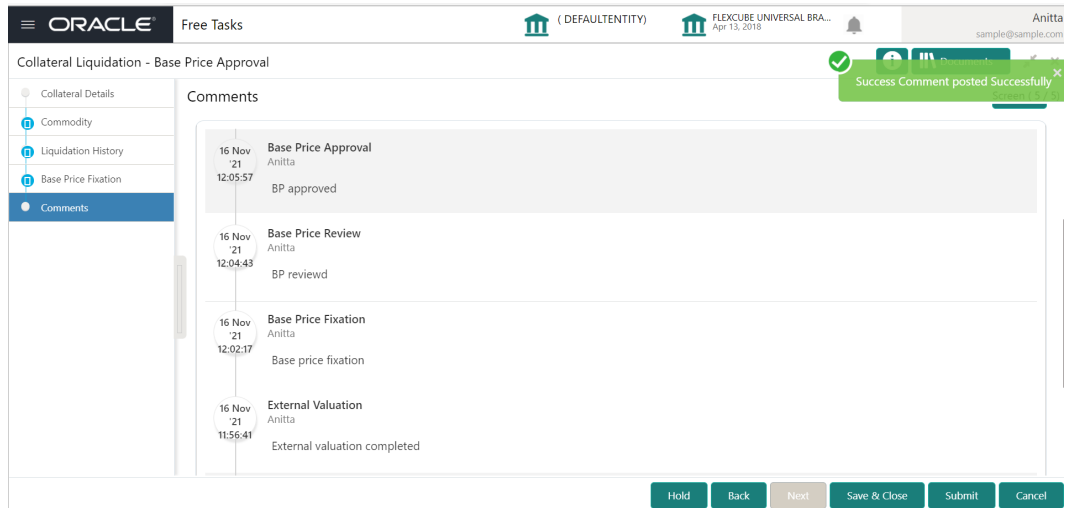 ORACLE
Free Tasks
( DEFAULTENTITY)
FLEXCUBE UNIVERSAL BRA...
Apr 13, 2018
Anitta
sample@sample.com
Collateral Liquidation - Base Price Approval
Documents
Success Comment posted Successfully
Collateral Details
Commodity
Liquidation History
Base Price Fixation
Comments
Comments
Screen ( 5 / 5)
16 Nov
'21
12:05:57
Base Price Approval
Anitta
BP approved
16 Nov
'21
12:04:43
Base Price Review
Anitta
BP reviewd
16 Nov
'21
12:02:17
Base Price Fixation
Anitta
Base price fixation
16 Nov
'21
11:56:41
External Valuation
Anitta
External valuation completed
Hold
Back
Next
Save & Close
Submit
Cancel